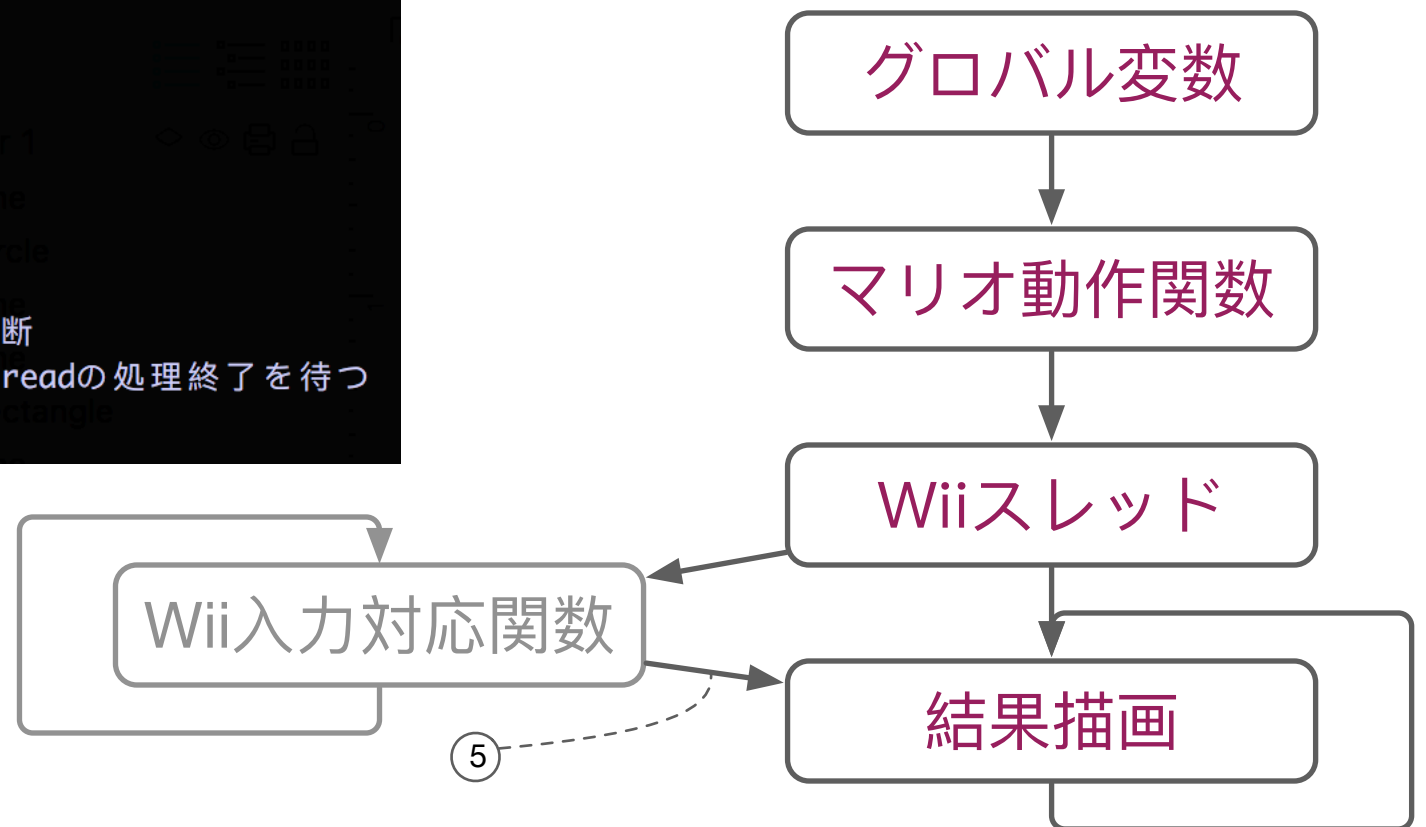 断
readの処理終了を待つ
グロバル変数
マリオ動作関数
Wiiスレッド
Wii入力対応関数
結果描画
5